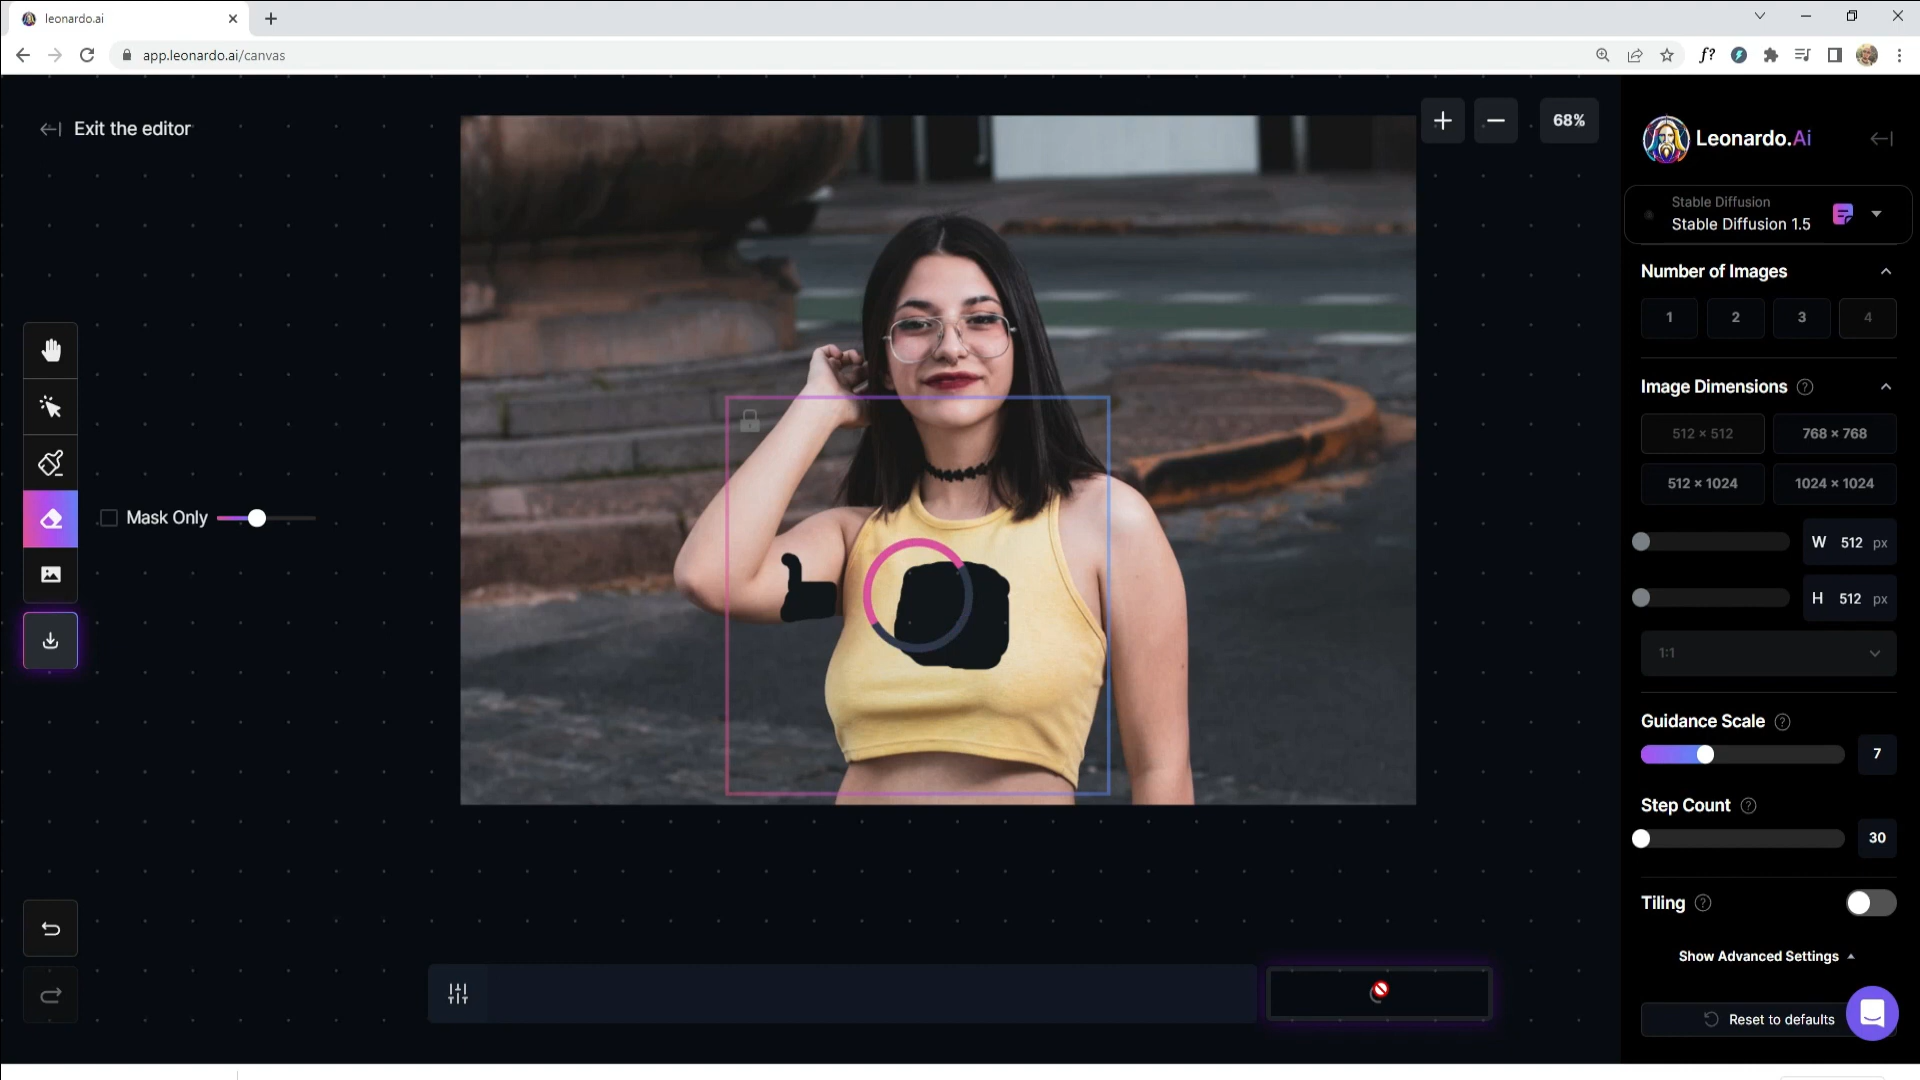 leonardo.ai
app.leonardo.ai/canvas
f?
Exit the editor
68%
Leonardo.Ai
Stable Diffusion
Stable Diffusion 1.5
Number of Images
1 2 3 4
Image Dimensions ?
512 × 512 768 × 768
512 × 1024 1024 × 1024
W 512 px
H 512 px
1:1
Mask Only
Guidance Scale ?
7
Step Count ?
30
Tiling ?
Show Advanced Settings
Reset to defaults